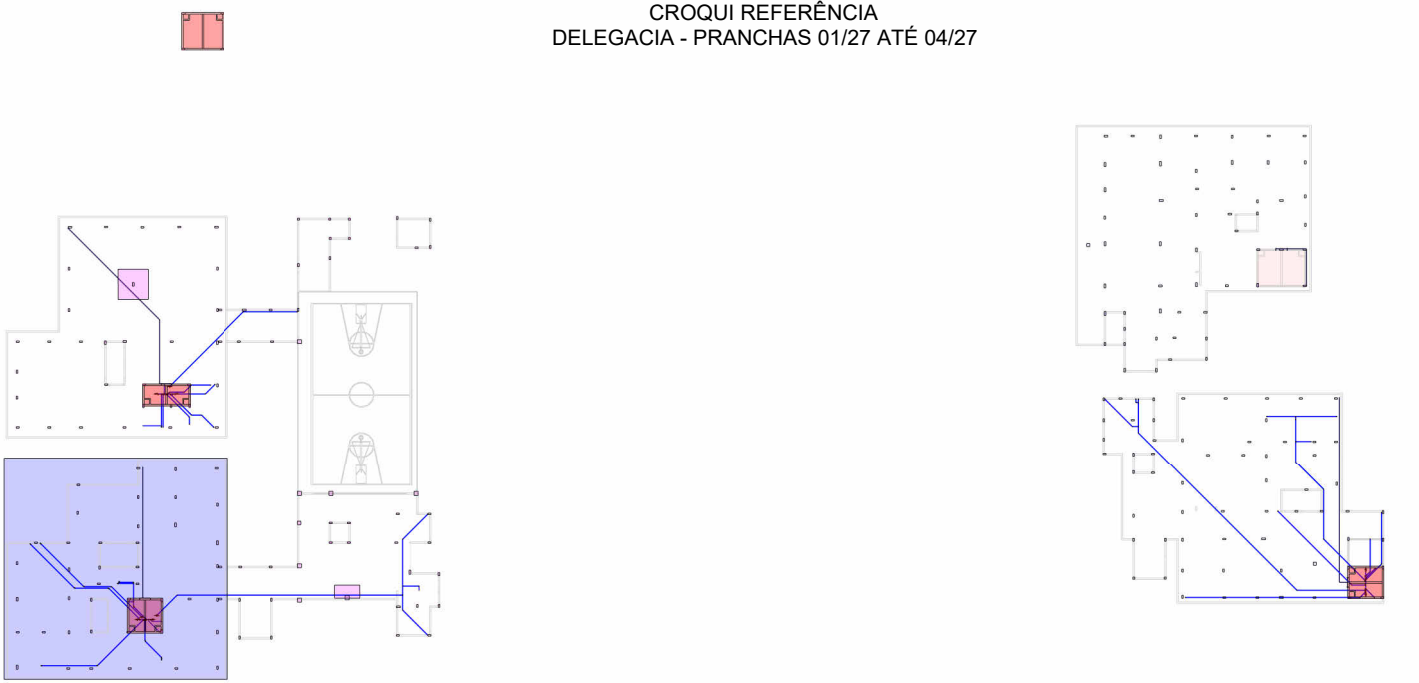 CROQUI REFERÊNCIA
DELEGACIA - PRANCHAS 01/27 ATÉ 04/27